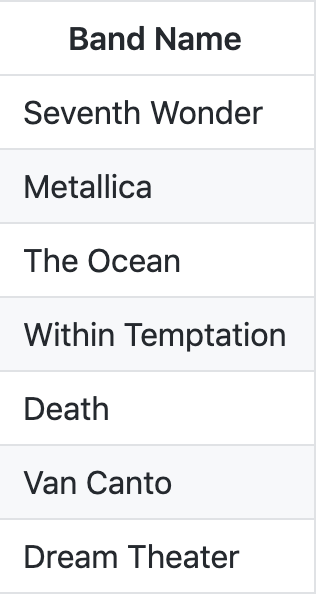 Band Name
Seventh Wonder
Metallica
The Ocean
Within Temptation
Death
Van Canto
Dream Theater